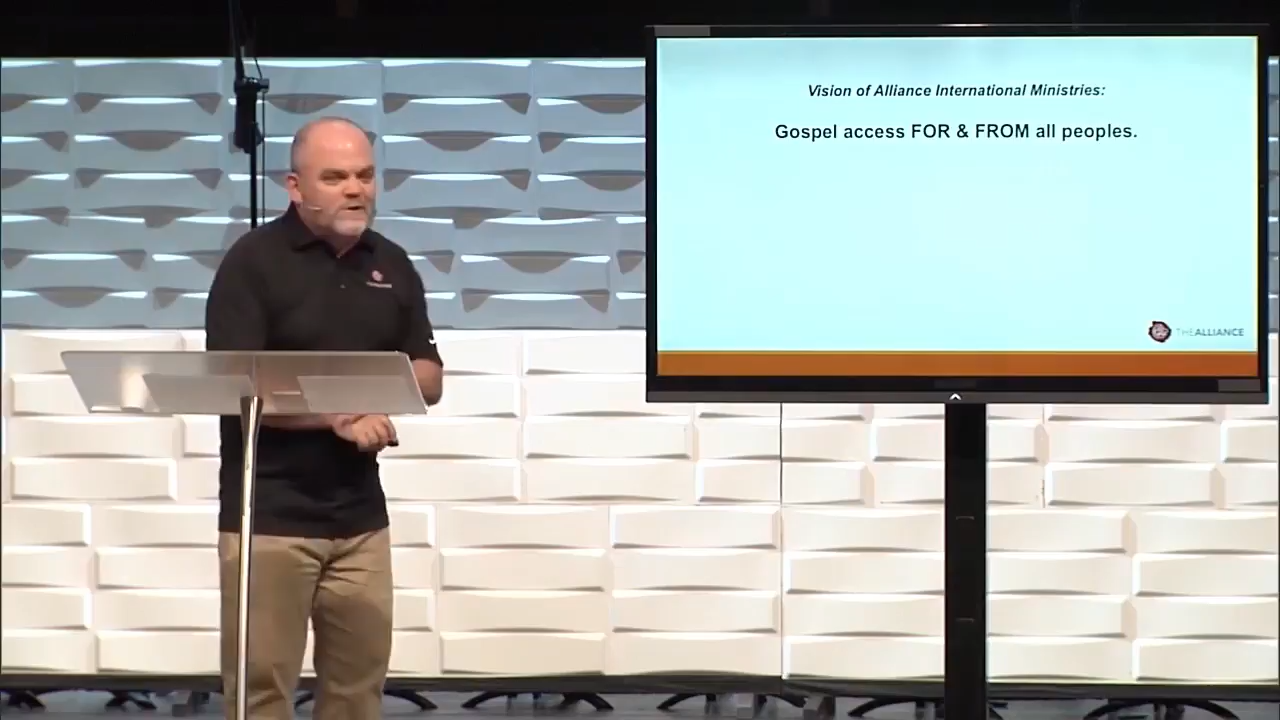 Vision of Alliance International Ministries:
Gospel access FOR & FROM all peoples.
THEALLIANCE